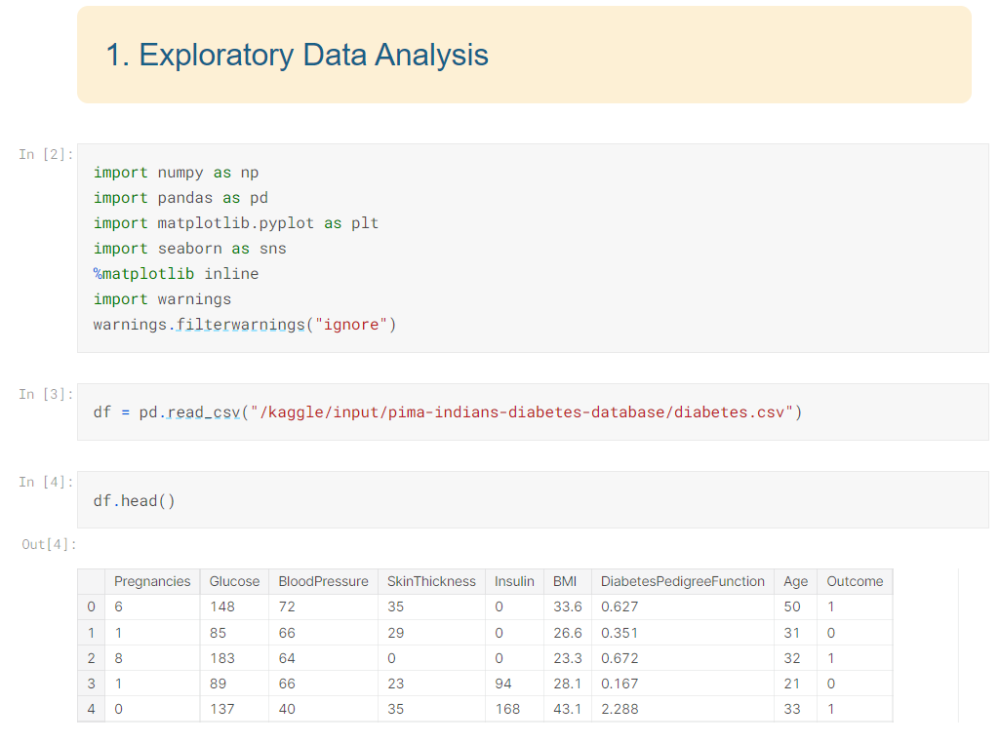 1. Exploratory Data Analysis
In [2]:
import numpy as np
import pandas as pd
import matplotlib.pyplot as plt
import seaborn as sns
%matplotlib inline
import warnings
warnings.filterwarnings("ignore")
In [3]:
df = pd.read_csv("/kaggle/input/pima-indians-diabetes-database/diabetes.csv")
In [4]:
df.head()
Out[4]:
Pregnancies Glucose BloodPressure SkinThickness Insulin BMI DiabetesPedigreeFunction Age Outcome
0 6 148 72 35 0 33.6 0.627 50 1
1 1 85 66 29 0 26.6 0.351 31 0
2 8 183 64 0 0 23.3 0.672 32 1
3 1 89 66 23 94 28.1 0.167 21 0
4 0 137 40 35 168 43.1 2.288 33 1